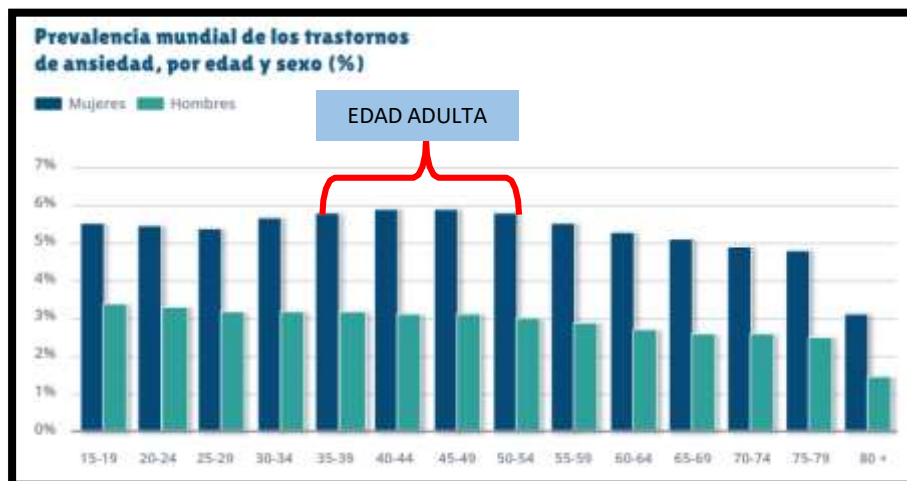 Prevalencia mundial de los trastornos
de ansiedad, por edad y sexo (%)
Mujeres Hombres
EDAD ADULTA
7%
6%
5%
4%
3%
2%
1%
0%
15-19 20-24 25-29 30-34 35-39 40-44 45-49 50-54 55-59 60-64 65-69 70-74 75-79 80 +